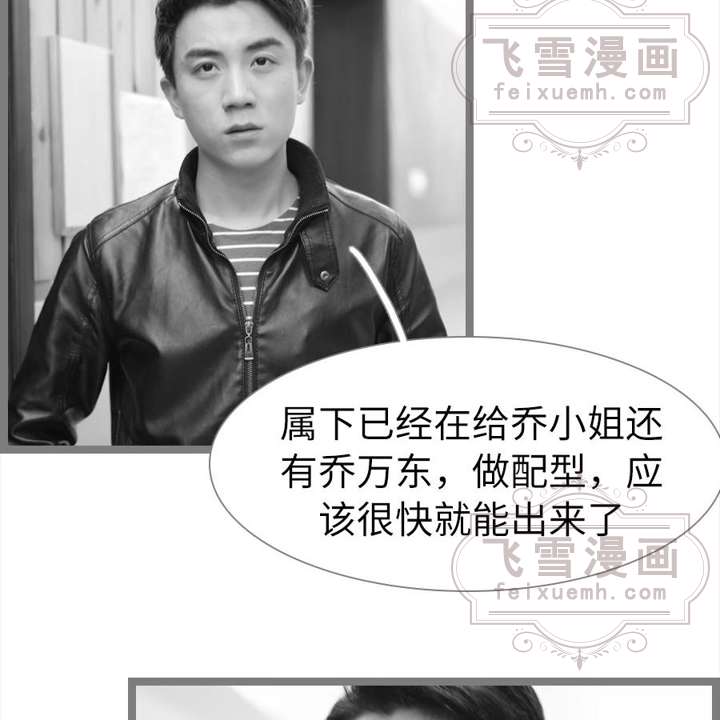 飞雪漫画
feixuemh.com
属下已经在给乔小姐还
有乔万东，做配型，应
该很快就能出来了
飞雪漫画
feixuemh.com